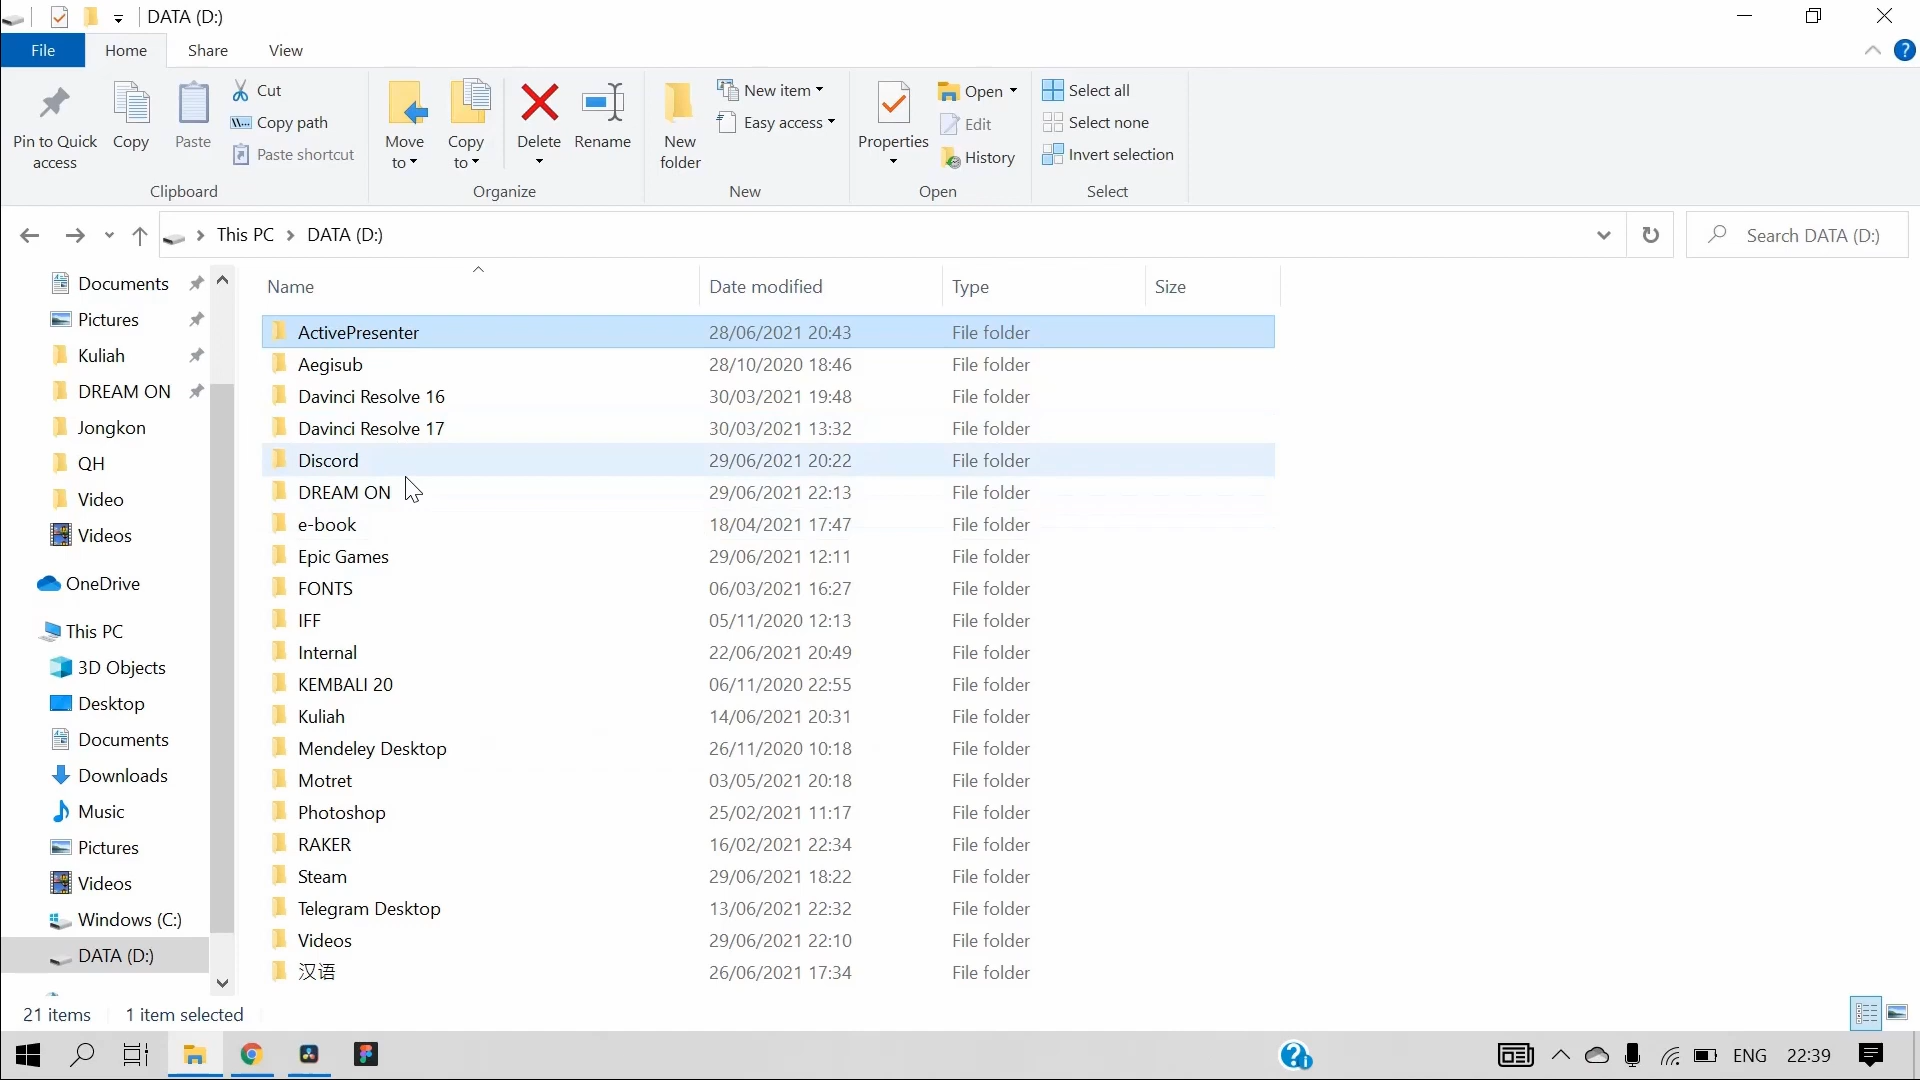 DATA (D:)
File Home Share View
Pin to Quick access
Copy
Paste
Cut
Copy path
Paste shortcut
Clipboard
Move to
Copy to
Delete
Rename
Organize
New folder
New item
Easy access
New
Properties
Open
Edit
History
Open
Select all
Select none
Invert selection
Select
This PC DATA (D:)
Search DATA (D:)
Documents
Pictures
Kuliah
DREAM ON
Jongkon
QH
Video
Videos
OneDrive
This PC
3D Objects
Desktop
Documents
Downloads
Music
Pictures
Videos
Windows (C:)
DATA (D:)
Name Date modified Type Size
ActivePresenter 28/06/2021 20:43 File folder
Aegisub 28/10/2020 18:46 File folder
Davinci Resolve 16 30/03/2021 19:48 File folder
Davinci Resolve 17 30/03/2021 13:32 File folder
Discord 29/06/2021 20:22 File folder
DREAM ON 29/06/2021 22:13 File folder
e-book 18/04/2021 17:47 File folder
Epic Games 29/06/2021 12:11 File folder
FONTS 06/03/2021 16:27 File folder
IFF 05/11/2020 12:13 File folder
Internal 22/06/2021 20:49 File folder
KEMBALI 20 06/11/2020 22:55 File folder
Kuliah 14/06/2021 20:31 File folder
Mendeley Desktop 26/11/2020 10:18 File folder
Motret 03/05/2021 20:18 File folder
Photoshop 25/02/2021 11:17 File folder
RAKER 16/02/2021 22:34 File folder
Steam 29/06/2021 18:22 File folder
Telegram Desktop 13/06/2021 22:32 File folder
Videos 29/06/2021 22:10 File folder
汉语 26/06/2021 17:34 File folder
21 items 1 item selected
ENG 22:39